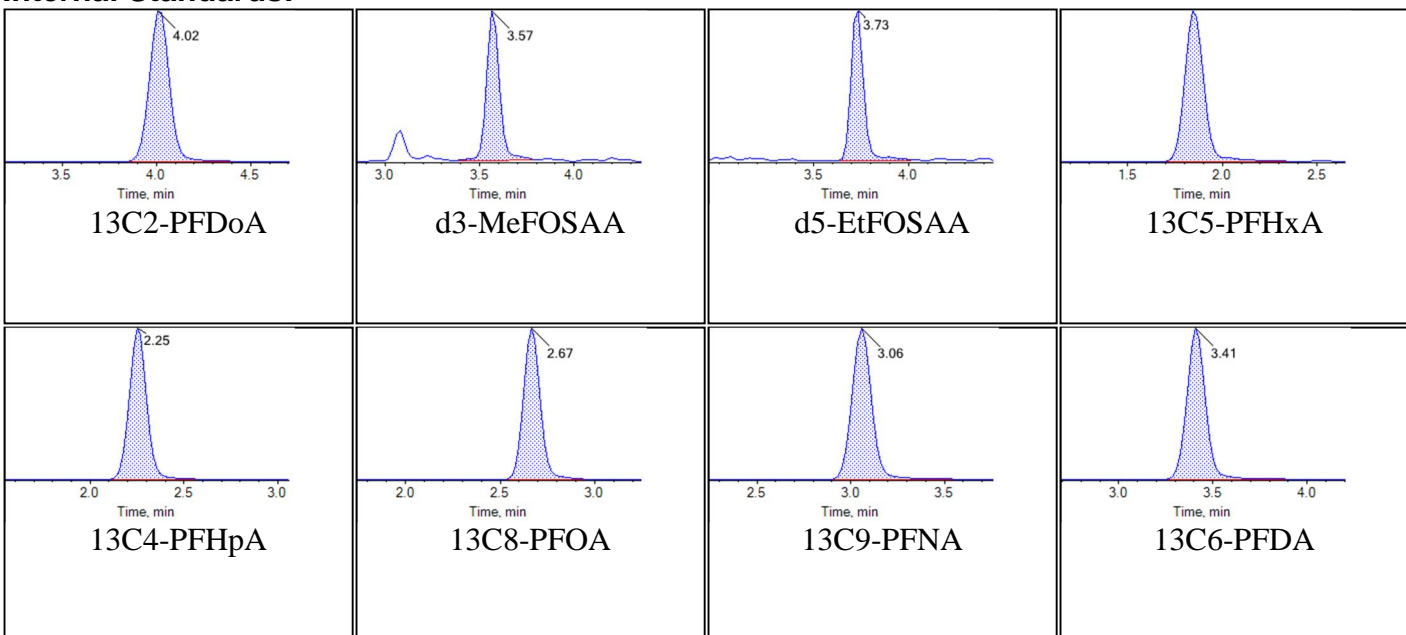 4.02
3.5 4.0 4.5
Time, min
13C2-PFDoA
3.57
3.0 3.5 4.0
Time, min
d3-MeFOSAA
3.73
3.5 4.0
Time, min
d5-EtFOSAA
1.5 2.0 2.5
Time, min
13C5-PFHxA
2.25
2.0 2.5 3.0
Time, min
13C4-PFHpA
2.67
2.0 2.5 3.0
Time, min
13C8-PFOA
3.06
2.5 3.0 3.5
Time, min
13C9-PFNA
3.41
3.0 3.5 4.0
Time, min
13C6-PFDA